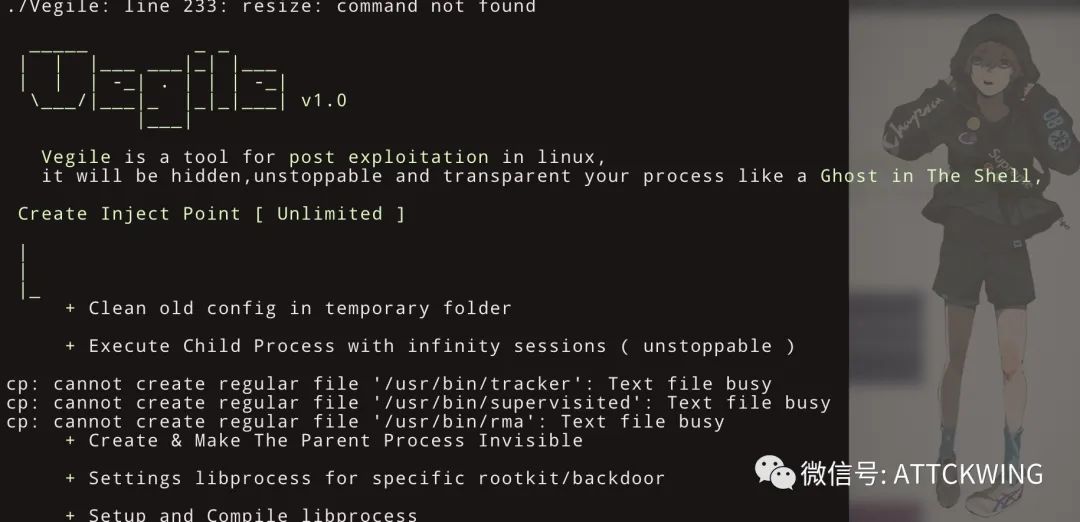 ./Vegile: line 233: resize: command not found
Vegile v1.0
Vegile is a tool for post exploitation in linux,
it will be hidden,unstoppable and transparent your process like a Ghost in The Shell,
Create Inject Point [ Unlimited ]
+ Clean old config in temporary folder
+ Execute Child Process with infinity sessions ( unstoppable )
cp: cannot create regular file '/usr/bin/tracker': Text file busy
cp: cannot create regular file '/usr/bin/supervisited': Text file busy
cp: cannot create regular file '/usr/bin/rma': Text file busy
+ Create & Make The Parent Process Invisible
+ Settings libprocess for specific rootkit/backdoor
微信号: ATTCKWING
+ Setup and Compile libprocess